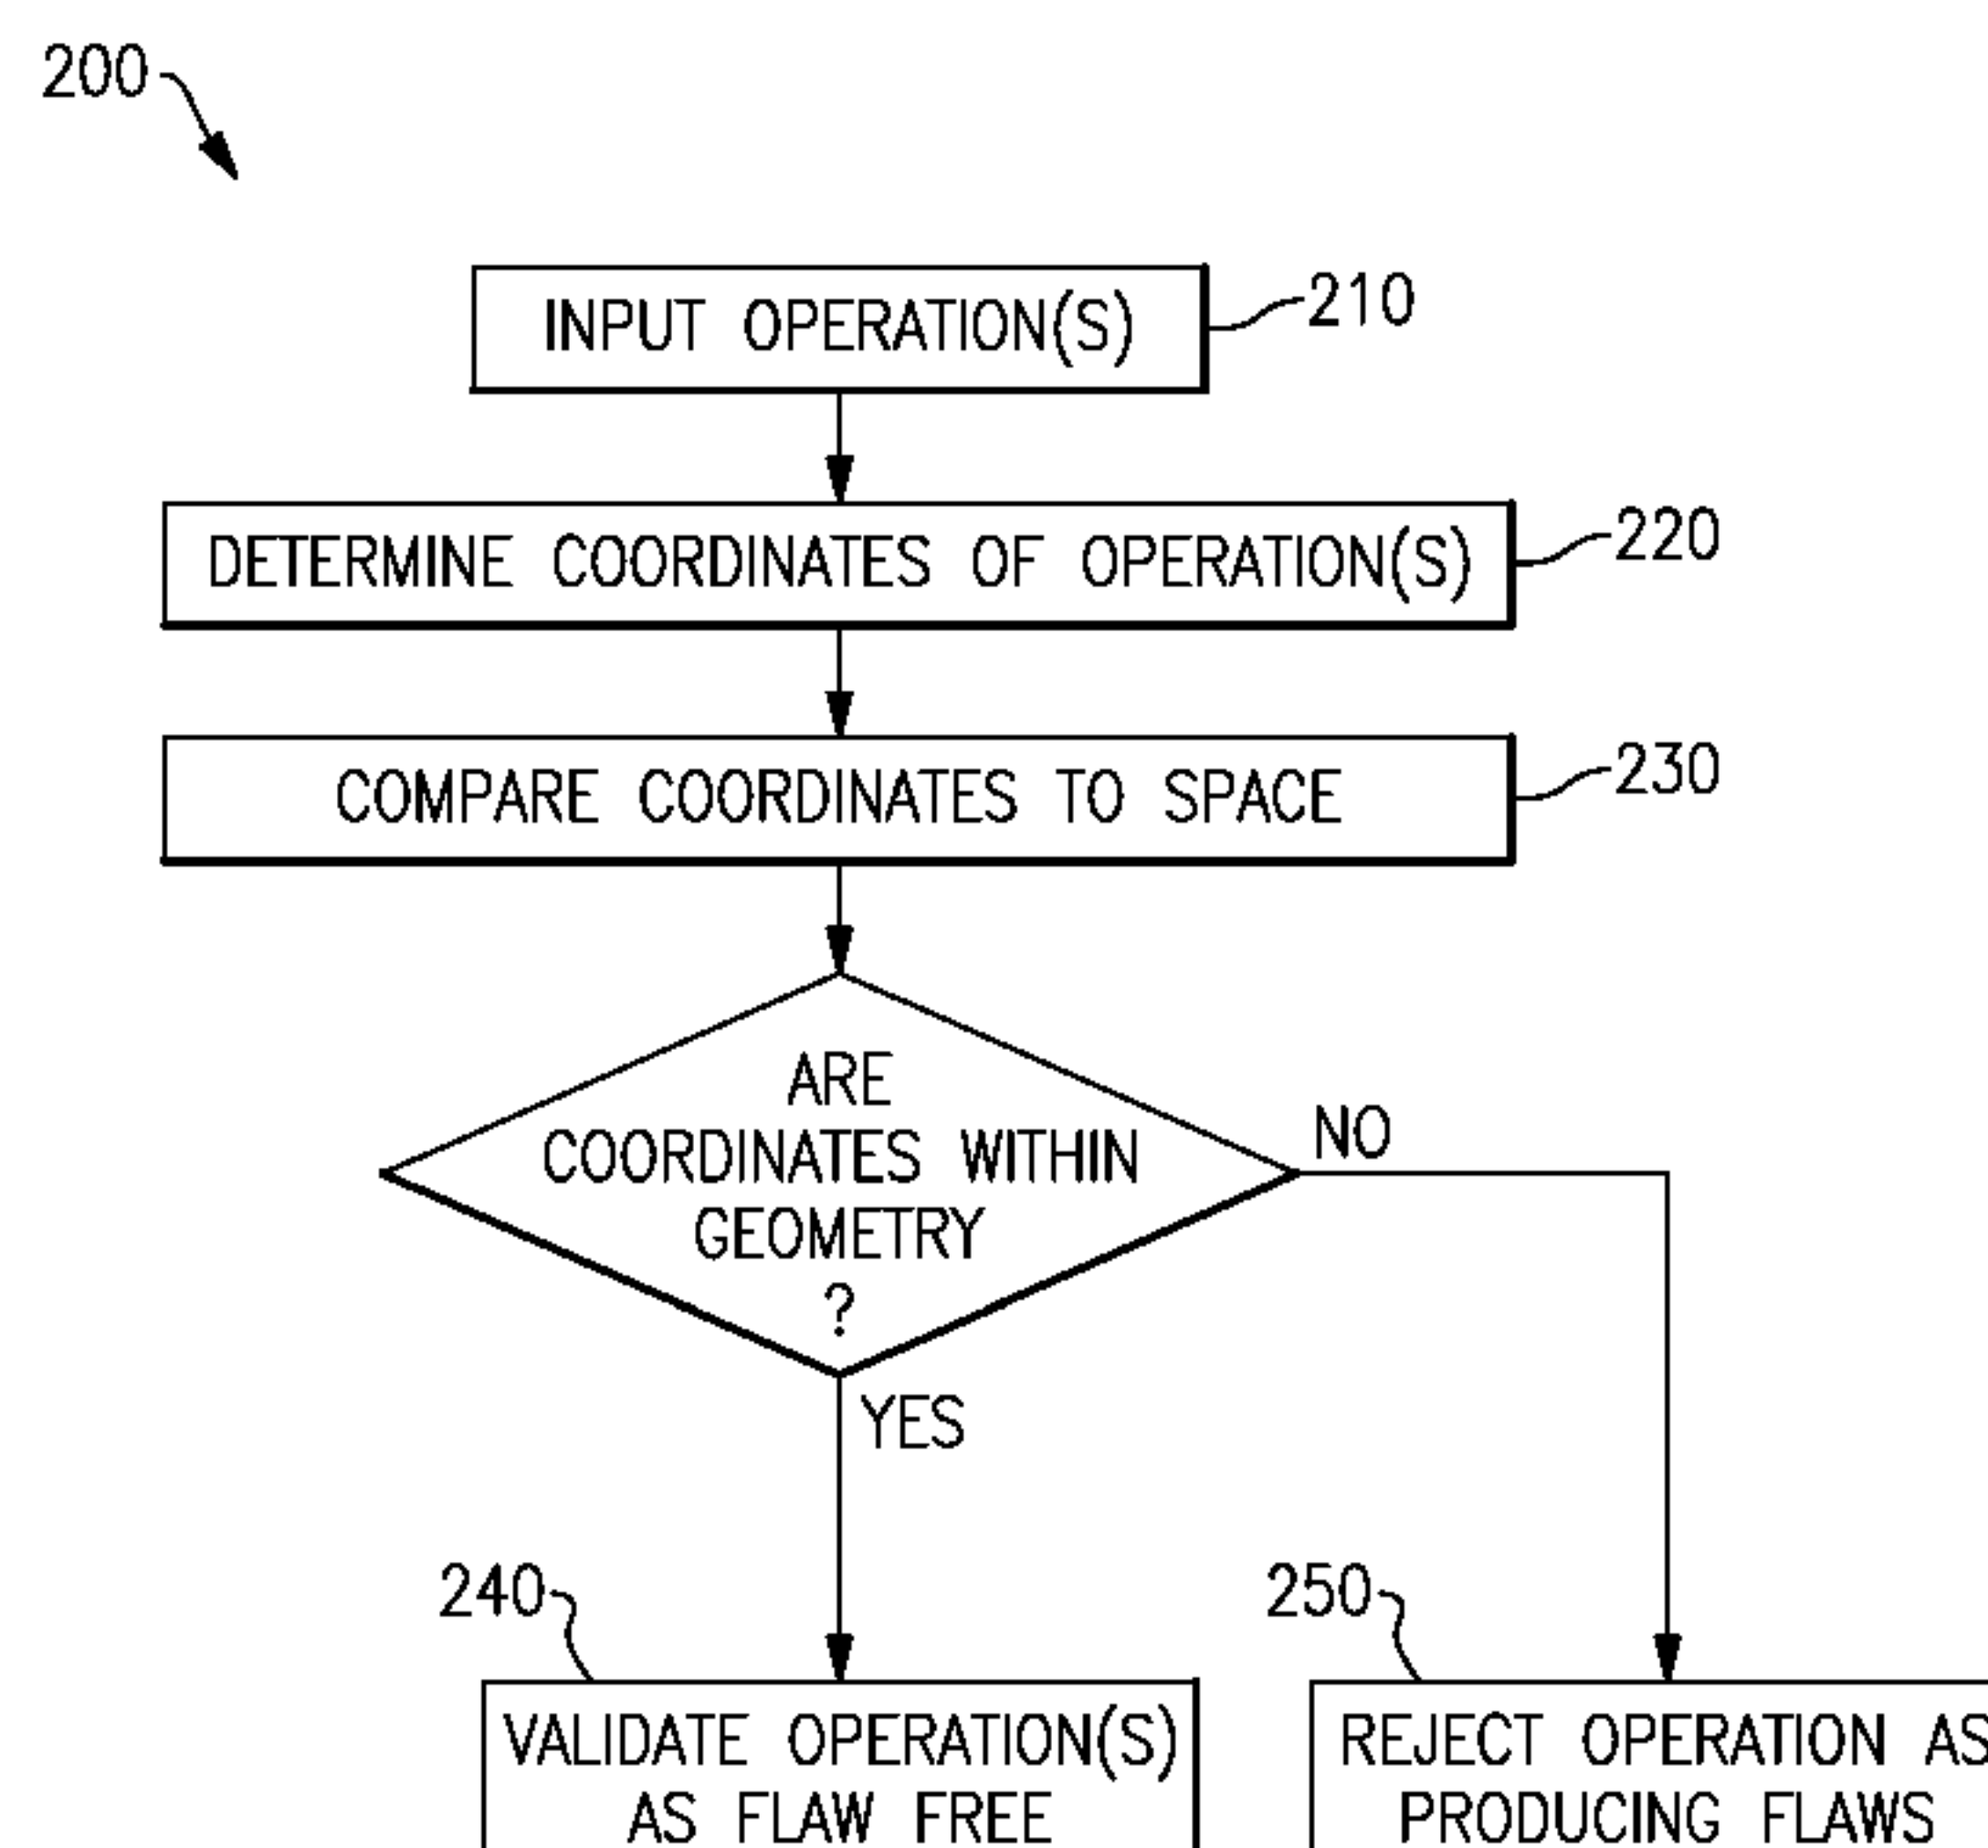 200
INPUT OPERATION(S)
210
DETERMINE COORDINATES OF OPERATION(S)
220
COMPARE COORDINATES TO SPACE
230
ARE
COORDINATES WITHIN
GEOMETRY
?
NO
YES
240
250
VALIDATE OPERATION(S)
AS FLAW FREE
REJECT OPERATION AS
PRODUCING FLAWS